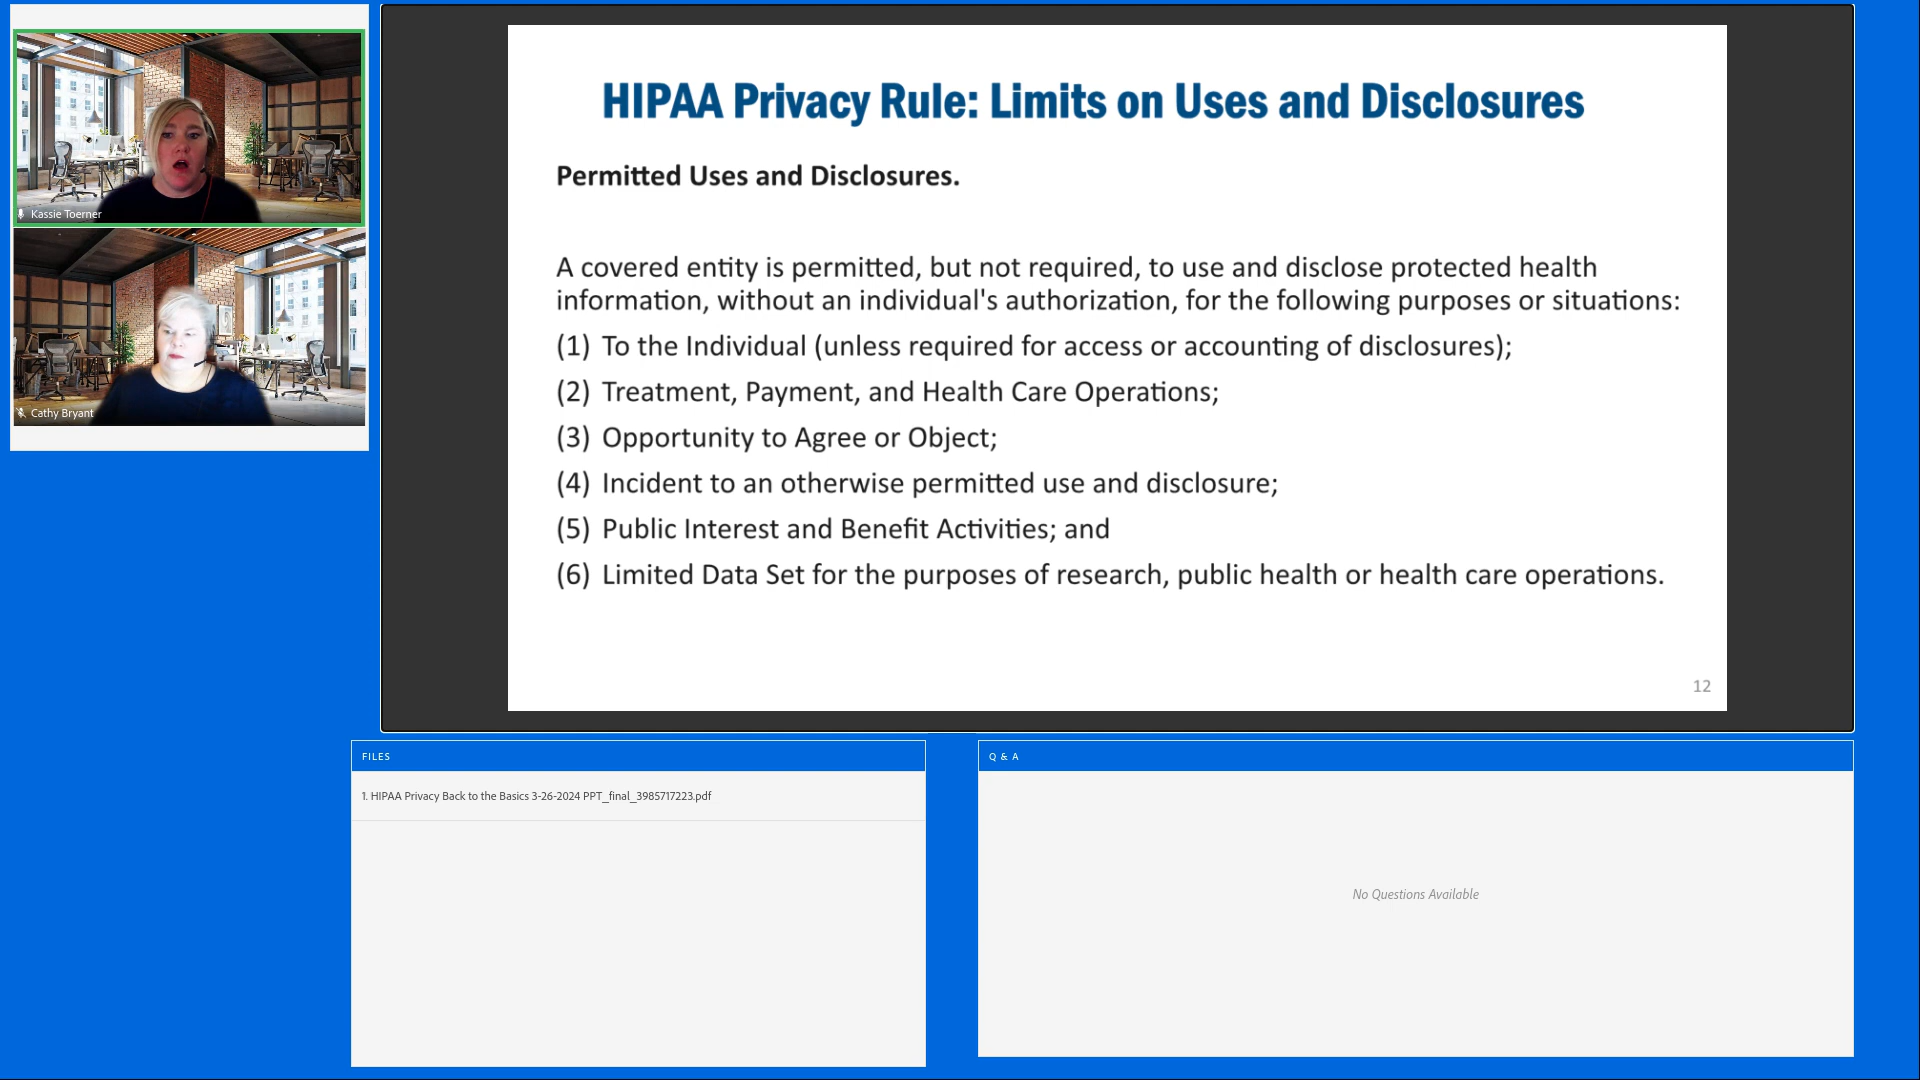 Kassie Toerner
Cathy Bryant
HIPAA Privacy Rule: Limits on Uses and Disclosures
Permitted Uses and Disclosures.
A covered entity is permitted, but not required, to use and disclose protected health
information, without an individual's authorization, for the following purposes or situations:
(1) To the Individual (unless required for access or accounting of disclosures);
(2) Treatment, Payment, and Health Care Operations;
(3) Opportunity to Agree or Object;
(4) Incident to an otherwise permitted use and disclosure;
(5) Public Interest and Benefit Activities; and
(6) Limited Data Set for the purposes of research, public health or health care operations.
12
FILES
1. HIPAA Privacy Back to the Basics 3-26-2024 PPT_final_3985717223.pdf
Q & A
No Questions Available